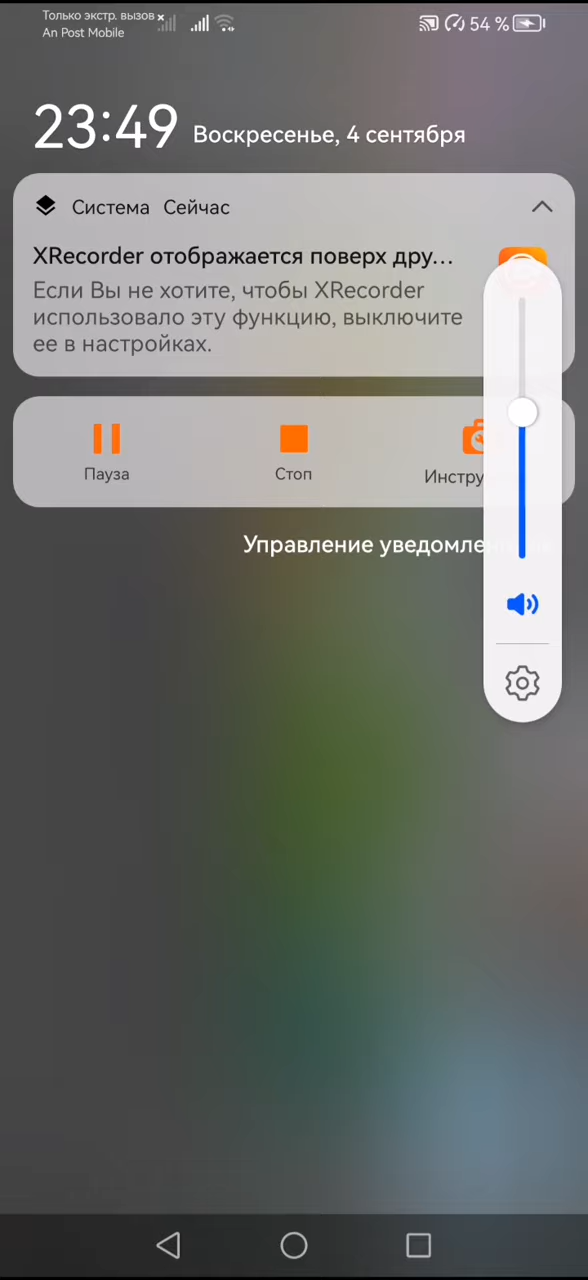 Только экстр. вызов
An Post Mobile
54 %
23:49 Воскресенье, 4 сентября
Система Сейчас
XRecorder отображается поверх дру...
Если Вы не хотите, чтобы XRecorder
использовало эту функцию, выключите
ее в настройках.
Пауза Стоп Инстру
Управление уведомле